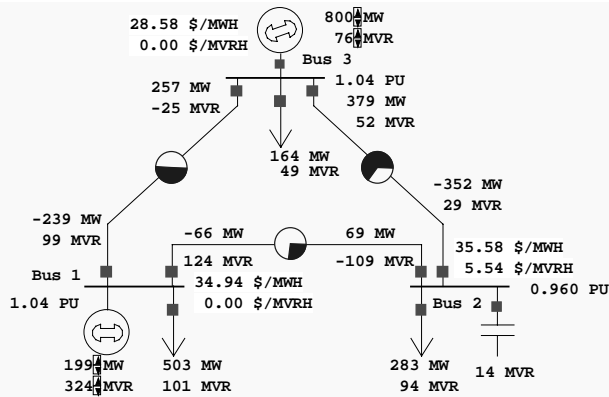 28.58 $/MWH
0.00 $/MVRH
800 MW
76 MVR
Bus 3
1.04 PU
257 MW
-25 MVR
379 MW
52 MVR
164 MW
49 MVR
-352 MW
29 MVR
-239 MW
99 MVR
-66 MW
124 MVR
69 MW
-109 MVR
35.58 $/MWH
5.54 $/MVRH
Bus 1
1.04 PU
34.94 $/MWH
0.00 $/MVRH
Bus 2
0.960 PU
199 MW
324 MVR
503 MW
101 MVR
283 MW
94 MVR
14 MVR